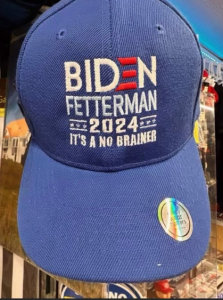 BIDEN
FETTERMAN
2024
IT'S A NO BRAINER